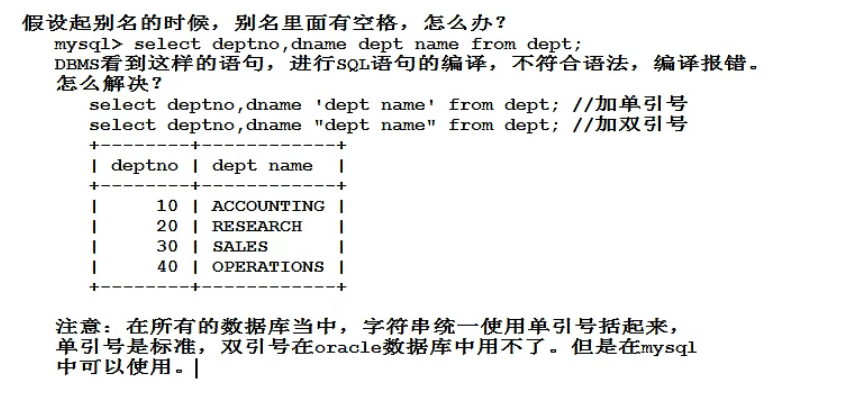 假设起别名的时候，别名里面有空格，怎么办？
mysql> select deptno,dname dept name from dept;
DBMS看到这样的语句，进行SQL语句的编译，不符合语法，编译报错。
怎么解决？
select deptno,dname 'dept name' from dept; //加单引号
select deptno,dname "dept name" from dept; //加双引号
+--------+------------+
| deptno | dept name  |
+--------+------------+
|     10 | ACCOUNTING |
|     20 | RESEARCH   |
|     30 | SALES      |
|     40 | OPERATIONS |
+--------+------------+
注意：在所有的数据库当中，字符串统一使用单引号括起来，
单引号是标准，双引号在oracle数据库中用不了。但是在mysql
中可以使用。